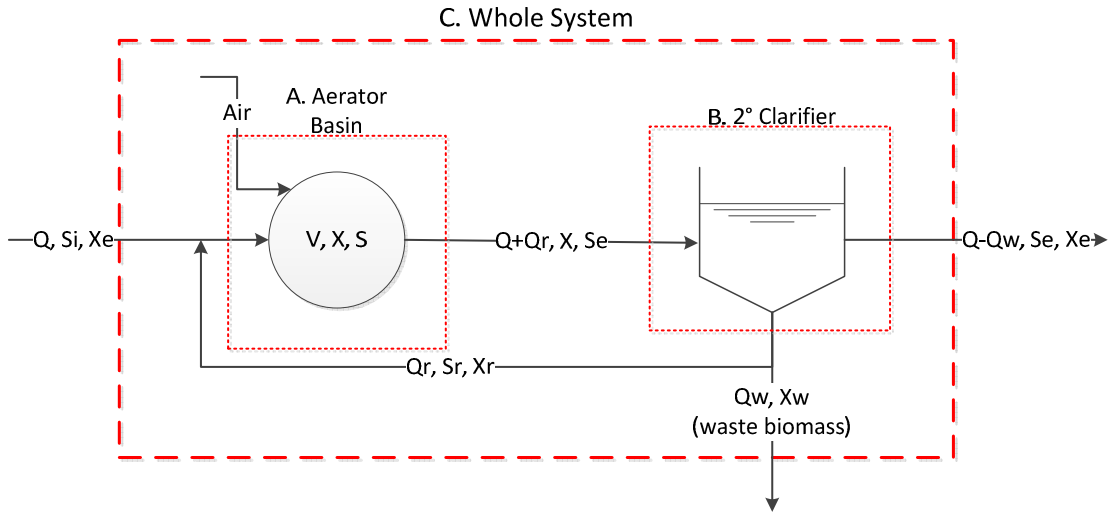 C. Whole System
Air
A. Aerator
Basin
B. 2° Clarifier
Q, Si, Xe
V, X, S
Q+Qr, X, Se
Q-Qw, Se, Xe
Qr, Sr, Xr
Qw, Xw
(waste biomass)